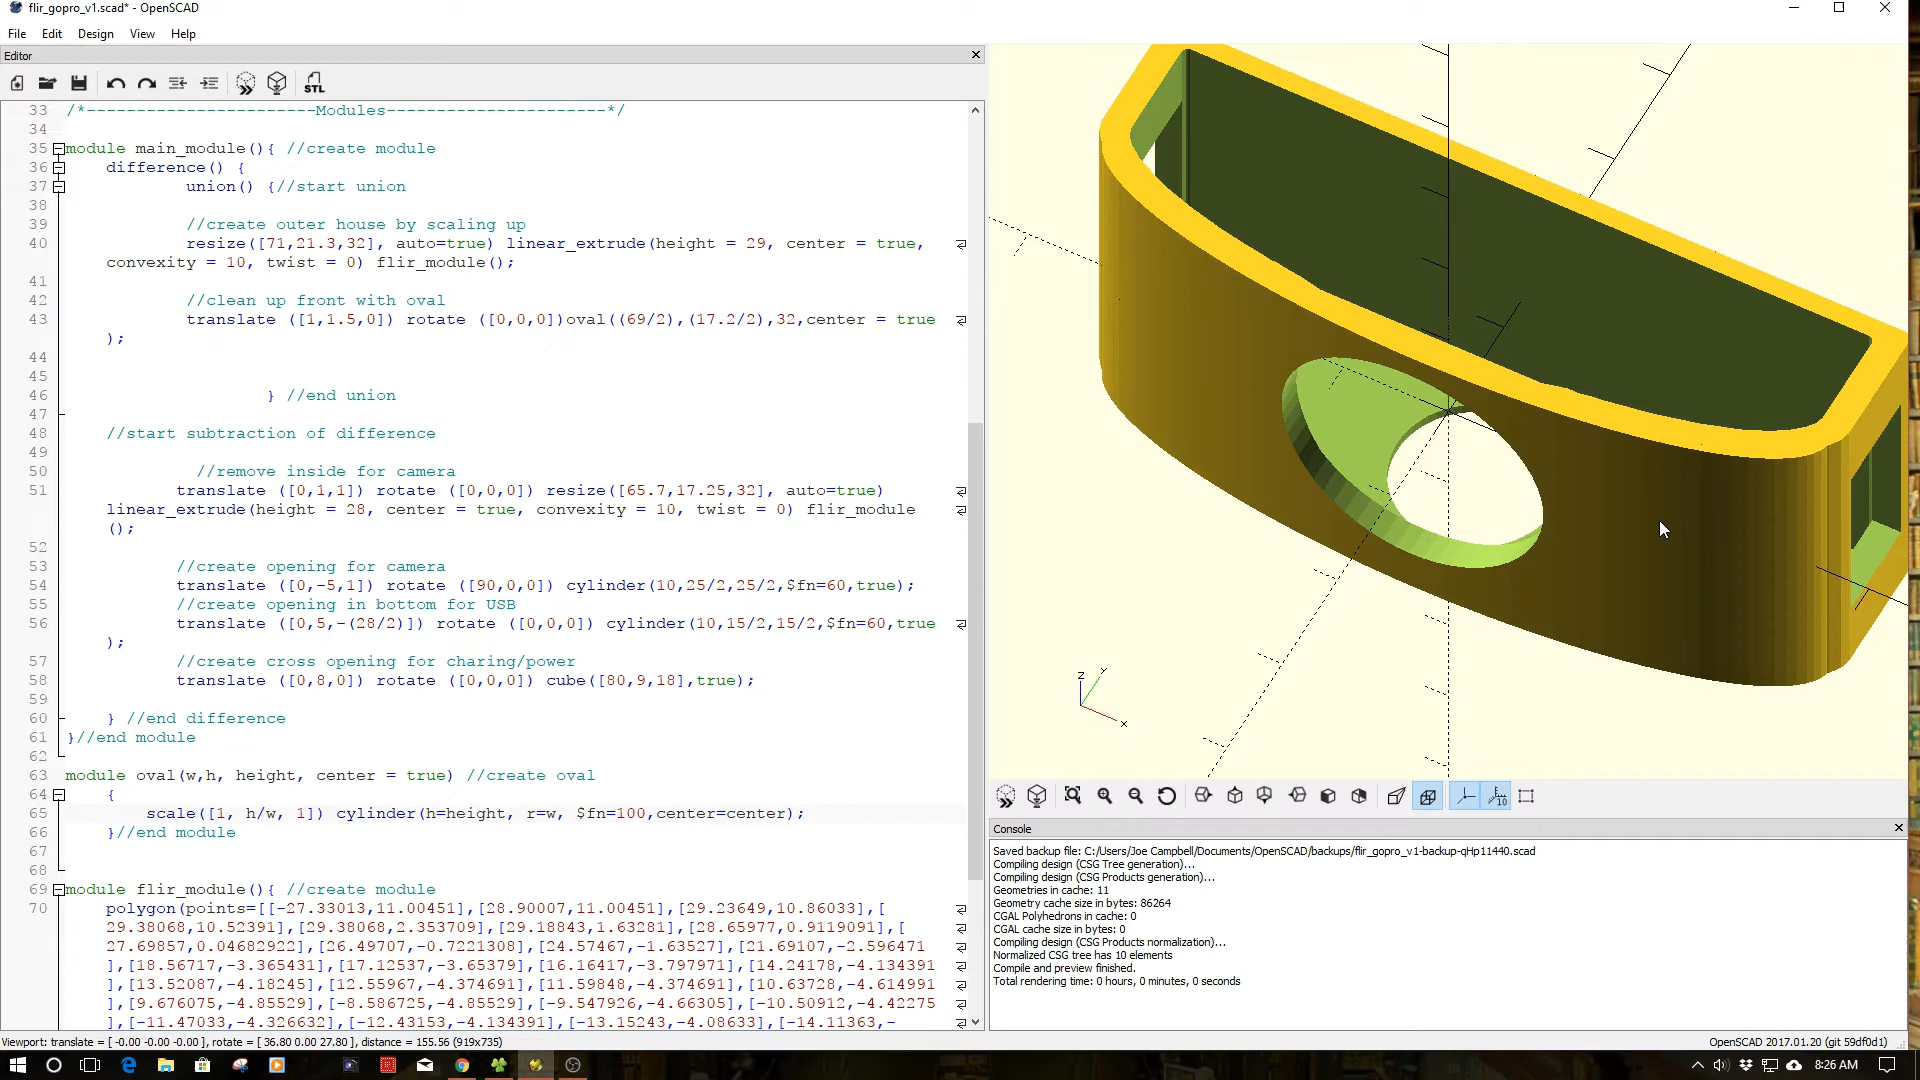 flir_gopro_v1.scad* - OpenSCAD
File Edit Design View Help
Editor
STL
33 /*-----------------------Modules----------------------*/
34
35 module main_module(){ //create module
36 difference() {
37 union() {//start union
38
39 //create outer house by scaling up
40 resize([71,21.3,32], auto=true) linear_extrude(height = 29, center = true,
convexity = 10, twist = 0) flir_module();
41
42 //clean up front with oval
43 translate ([1,1.5,0]) rotate ([0,0,0])oval((69/2),(17.2/2),32,center = true
);
44
45
46 } //end union
47
48 //start subtraction of difference
49
50 //remove inside for camera
51 translate ([0,1,1]) rotate ([0,0,0]) resize([65.7,17.25,32], auto=true)
linear_extrude(height = 28, center = true, convexity = 10, twist = 0) flir_module
();
52
53 //create opening for camera
54 translate ([0,-5,1]) rotate ([90,0,0]) cylinder(10,25/2,25/2,$fn=60,true);
55 //create opening in bottom for USB
56 translate ([0,5,-(28/2)]) rotate ([0,0,0]) cylinder(10,15/2,15/2,$fn=60,true
);
57 //create cross opening for charing/power
58 translate ([0,8,0]) rotate ([0,0,0]) cube([80,9,18],true);
59
60 } //end difference
61 }//end module
62
63 module oval(w,h, height, center = true) //create oval
64 {
65 scale([1, h/w, 1]) cylinder(h=height, r=w, $fn=100,center=center);
66 }//end module
67
68
69 module flir_module(){ //create module
70 polygon(points=[[-27.33013,11.00451],[28.90007,11.00451],[29.23649,10.86033],[
29.38068,10.52391],[29.38068,2.353709],[29.18843,1.63281],[28.65977,0.9119091],[
27.69857,0.04682922],[26.49707,-0.7221308],[24.57467,-1.63527],[21.69107,-2.596471
],[18.56717,-3.365431],[17.12537,-3.65379],[16.16417,-3.797971],[14.24178,-4.134391
],[13.52087,-4.18245],[12.55967,-4.374691],[11.59848,-4.374691],[10.63728,-4.614991
],[9.676075,-4.85529],[-8.586725,-4.85529],[-9.547926,-4.66305],[-10.50912,-4.42275
],[-11.47033,-4.326632],[-12.43153,-4.134391],[-13.15243,-4.08633],[-14.11363,-
z
y
x
10
Console
Saved backup file: C:/Users/Joe Campbell/Documents/OpenSCAD/backups/flir_gopro_v1-backup-qHp11440.scad
Compiling design (CSG Tree generation)...
Compiling design (CSG Products generation)...
Geometries in cache: 11
Geometry cache size in bytes: 86264
CGAL Polyhedrons in cache: 0
CGAL cache size in bytes: 0
Compiling design (CSG Products normalization)...
Normalized CSG tree has 10 elements
Compile and preview finished.
Total rendering time: 0 hours, 0 minutes, 0 seconds
Viewport: translate = [ -0.00 -0.00 -0.00 ], rotate = [ 36.80 0.00 27.80 ], distance = 155.56 (919x735)
OpenSCAD 2017.01.20 (git 59df0d1)
8:26 AM